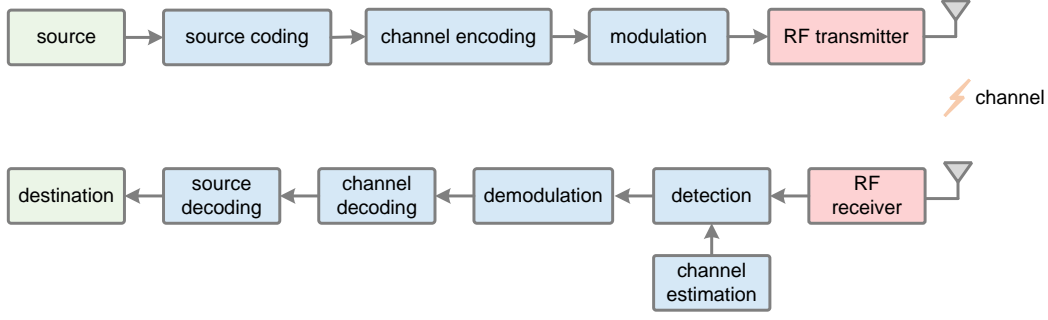 source
source coding
channel encoding
modulation
RF transmitter
channel
destination
source
decoding
channel
decoding
demodulation
detection
RF
receiver
channel
estimation